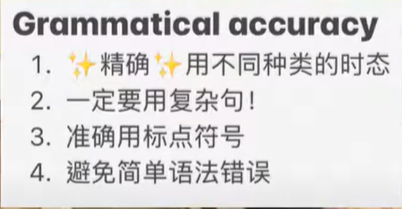 Grammatical accuracy
1. ✨精确✨用不同种类的时态
2. 一定要用复杂句!
3. 准确用标点符号
4. 避免简单语法错误